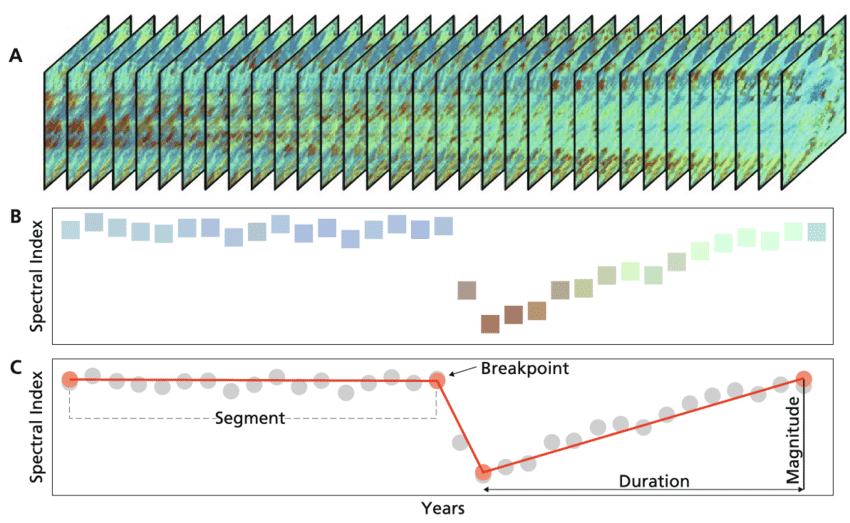 A
B
Spectral Index
C
Spectral Index
Breakpoint
Segment
Duration
Magnitude
Years